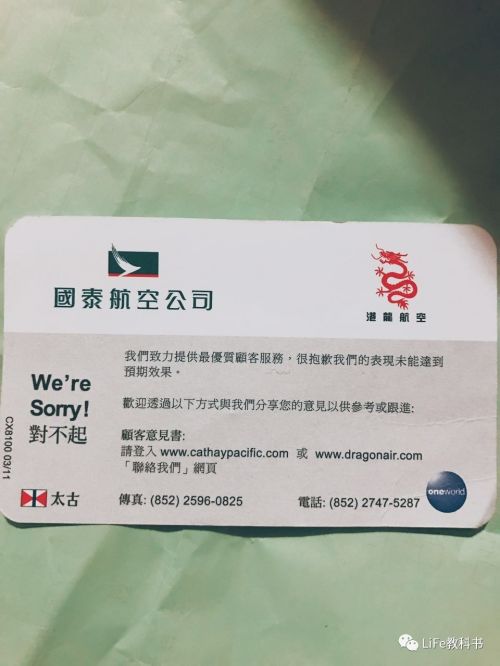 國泰航空公司
港龍航空
我們致力提供最優質顧客服務，很抱歉我們的表現未能達到
預期效果。
We're
Sorry!
對不起
歡迎透過以下方式與我們分享您的意見以供參考或跟進:
顧客意見書:
請登入 www.cathaypacific.com 或 www.dragonair.com
「聯絡我們」網頁
CX8100 03/11
太古
傳真: (852) 2596-0825
電話: (852) 2747-5287
oneworld
LiFe教科书